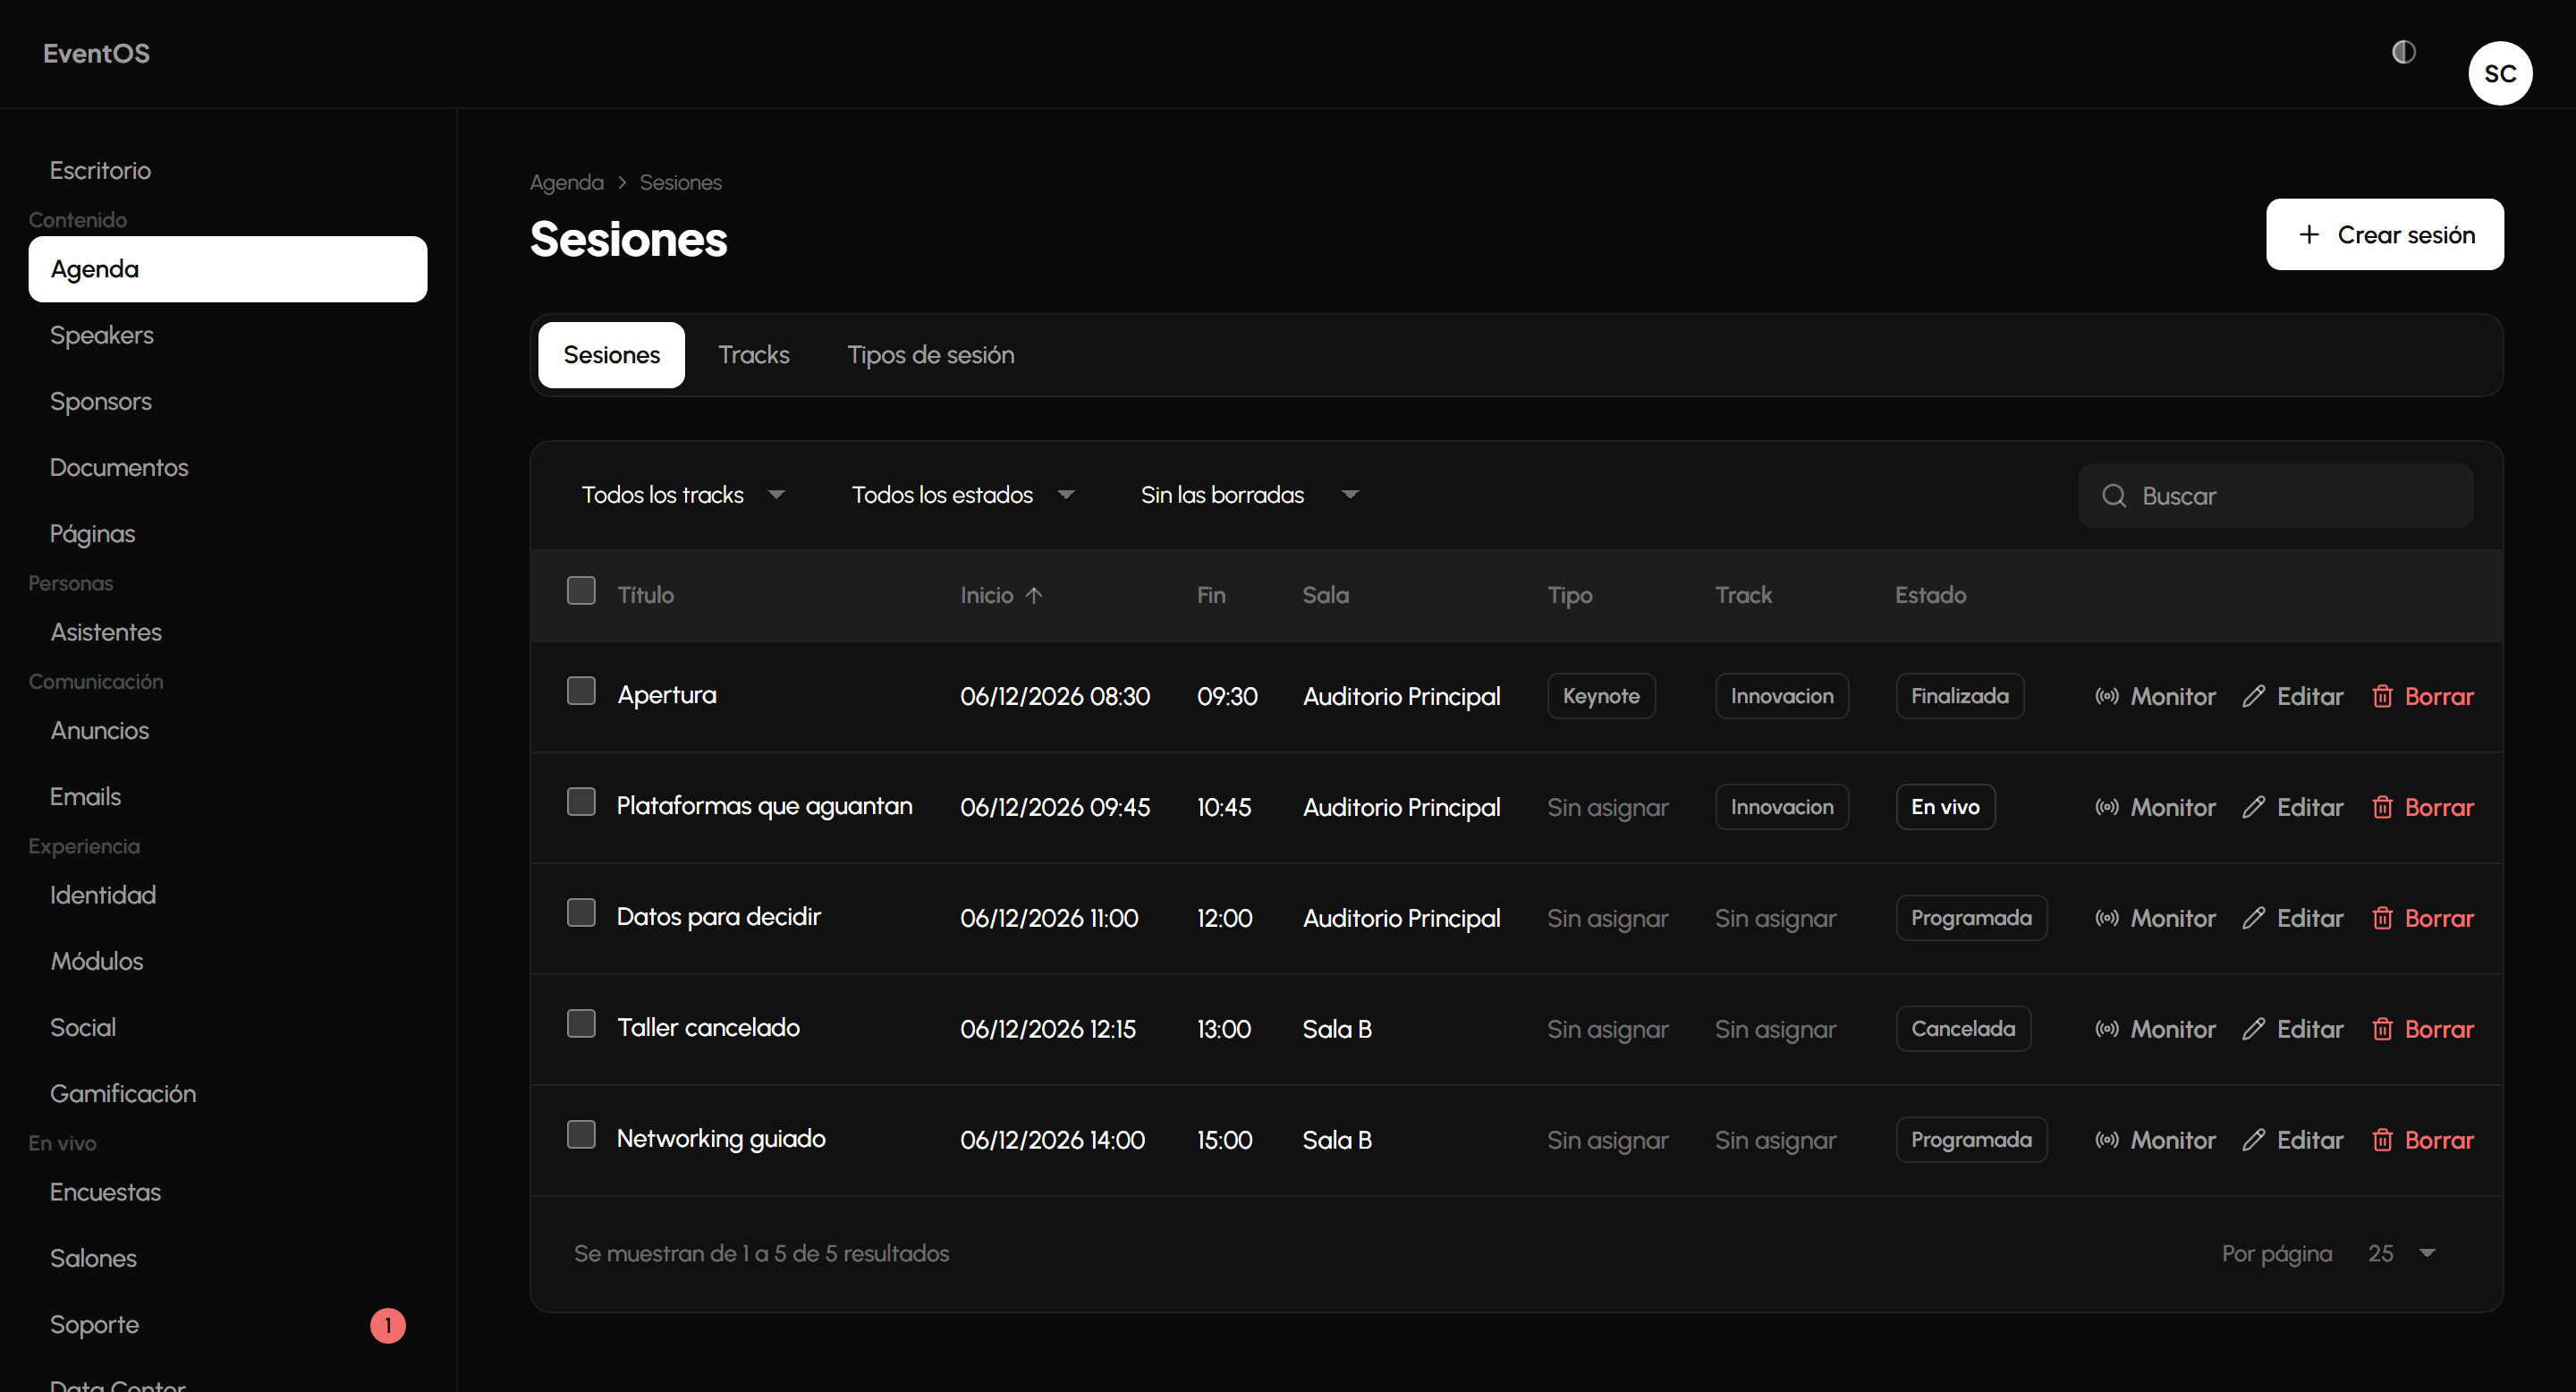 EventOS
SC
Escritorio
Contenido
Agenda
Speakers
Sponsors
Documentos
Páginas
Personas
Asistentes
Comunicación
Anuncios
Emails
Experiencia
Identidad
Módulos
Social
Gamificación
En vivo
Encuestas
Salones
Soporte 1
Data Center
Agenda > Sesiones
Sesiones
+ Crear sesión
Sesiones Tracks Tipos de sesión
Todos los tracks Todos los estados Sin las borradas Buscar
Título Inicio ↑ Fin Sala Tipo Track Estado
Apertura 06/12/2026 08:30 09:30 Auditorio Principal Keynote Innovacion Finalizada Monitor Editar Borrar
Plataformas que aguantan 06/12/2026 09:45 10:45 Auditorio Principal Sin asignar Innovacion En vivo Monitor Editar Borrar
Datos para decidir 06/12/2026 11:00 12:00 Auditorio Principal Sin asignar Sin asignar Programada Monitor Editar Borrar
Taller cancelado 06/12/2026 12:15 13:00 Sala B Sin asignar Sin asignar Cancelada Monitor Editar Borrar
Networking guiado 06/12/2026 14:00 15:00 Sala B Sin asignar Sin asignar Programada Monitor Editar Borrar
Se muestran de 1 a 5 de 5 resultados Por página 25